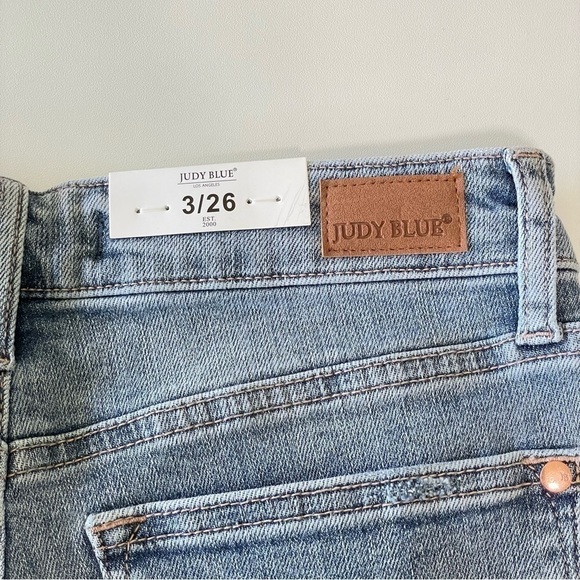 JUDY BLUE®
LOS ANGELES
3/26
EST.
2000
JUDY BLUE®